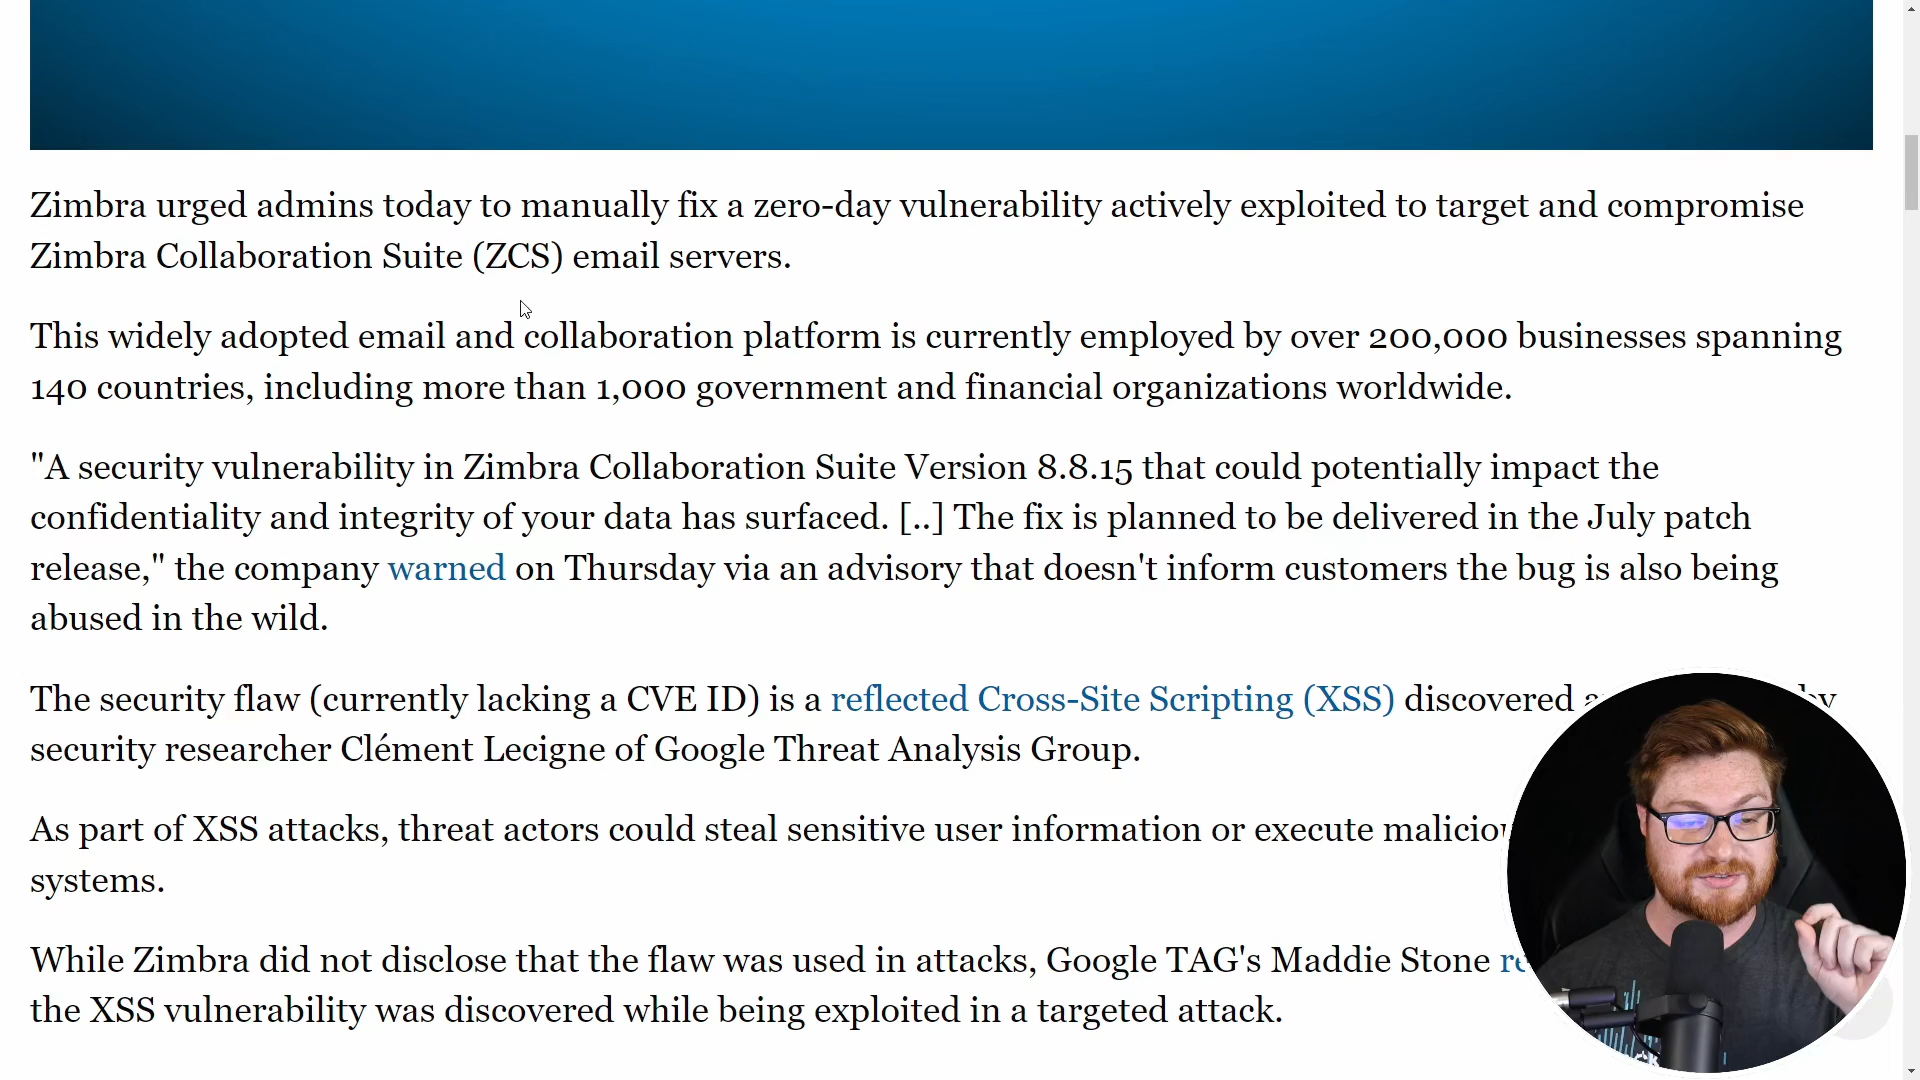 Zimbra urged admins today to manually fix a zero-day vulnerability actively exploited to target and compromise
Zimbra Collaboration Suite (ZCS) email servers.
This widely adopted email and collaboration platform is currently employed by over 200,000 businesses spanning
140 countries, including more than 1,000 government and financial organizations worldwide.
"A security vulnerability in Zimbra Collaboration Suite Version 8.8.15 that could potentially impact the
confidentiality and integrity of your data has surfaced. [..] The fix is planned to be delivered in the July patch
release," the company warned on Thursday via an advisory that doesn't inform customers the bug is also being
abused in the wild.
The security flaw (currently lacking a CVE ID) is a reflected Cross-Site Scripting (XSS) discovered by
security researcher Clément Lecigne of Google Threat Analysis Group.
As part of XSS attacks, threat actors could steal sensitive user information or execute
systems.
While Zimbra did not disclose that the flaw was used in attacks, Google TAG's Maddie Stone
the XSS vulnerability was discovered while being exploited in a targeted attack.